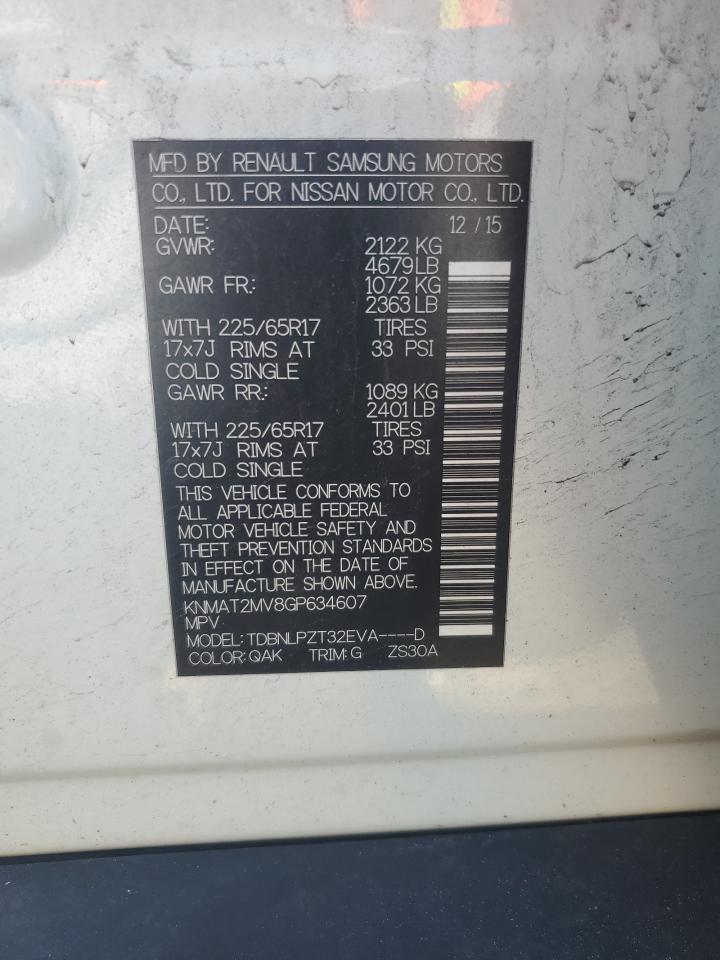 MFD BY RENAULT SAMSUNG MOTORS
CO., LTD. FOR NISSAN MOTOR CO., LTD.
DATE: 12 / 15
GVWR: 2122 KG
4679LB
GAWR FR: 1072 KG
2363 LB
WITH 225/65R17 TIRES
17x7J RIMS AT 33 PSI
COLD SINGLE
GAWR RR: 1089 KG
2401 LB
WITH 225/65R17 TIRES
17x7J RIMS AT 33 PSI
COLD SINGLE
THIS VEHICLE CONFORMS TO
ALL APPLICABLE FEDERAL
MOTOR VEHICLE SAFETY AND
THEFT PREVENTION STANDARDS
IN EFFECT ON THE DATE OF
MANUFACTURE SHOWN ABOVE.
KNMAT2MV8GP634607
MPV
MODEL: TDBNLPZT32EVA----D
COLOR: QAK TRIM: G ZS30A